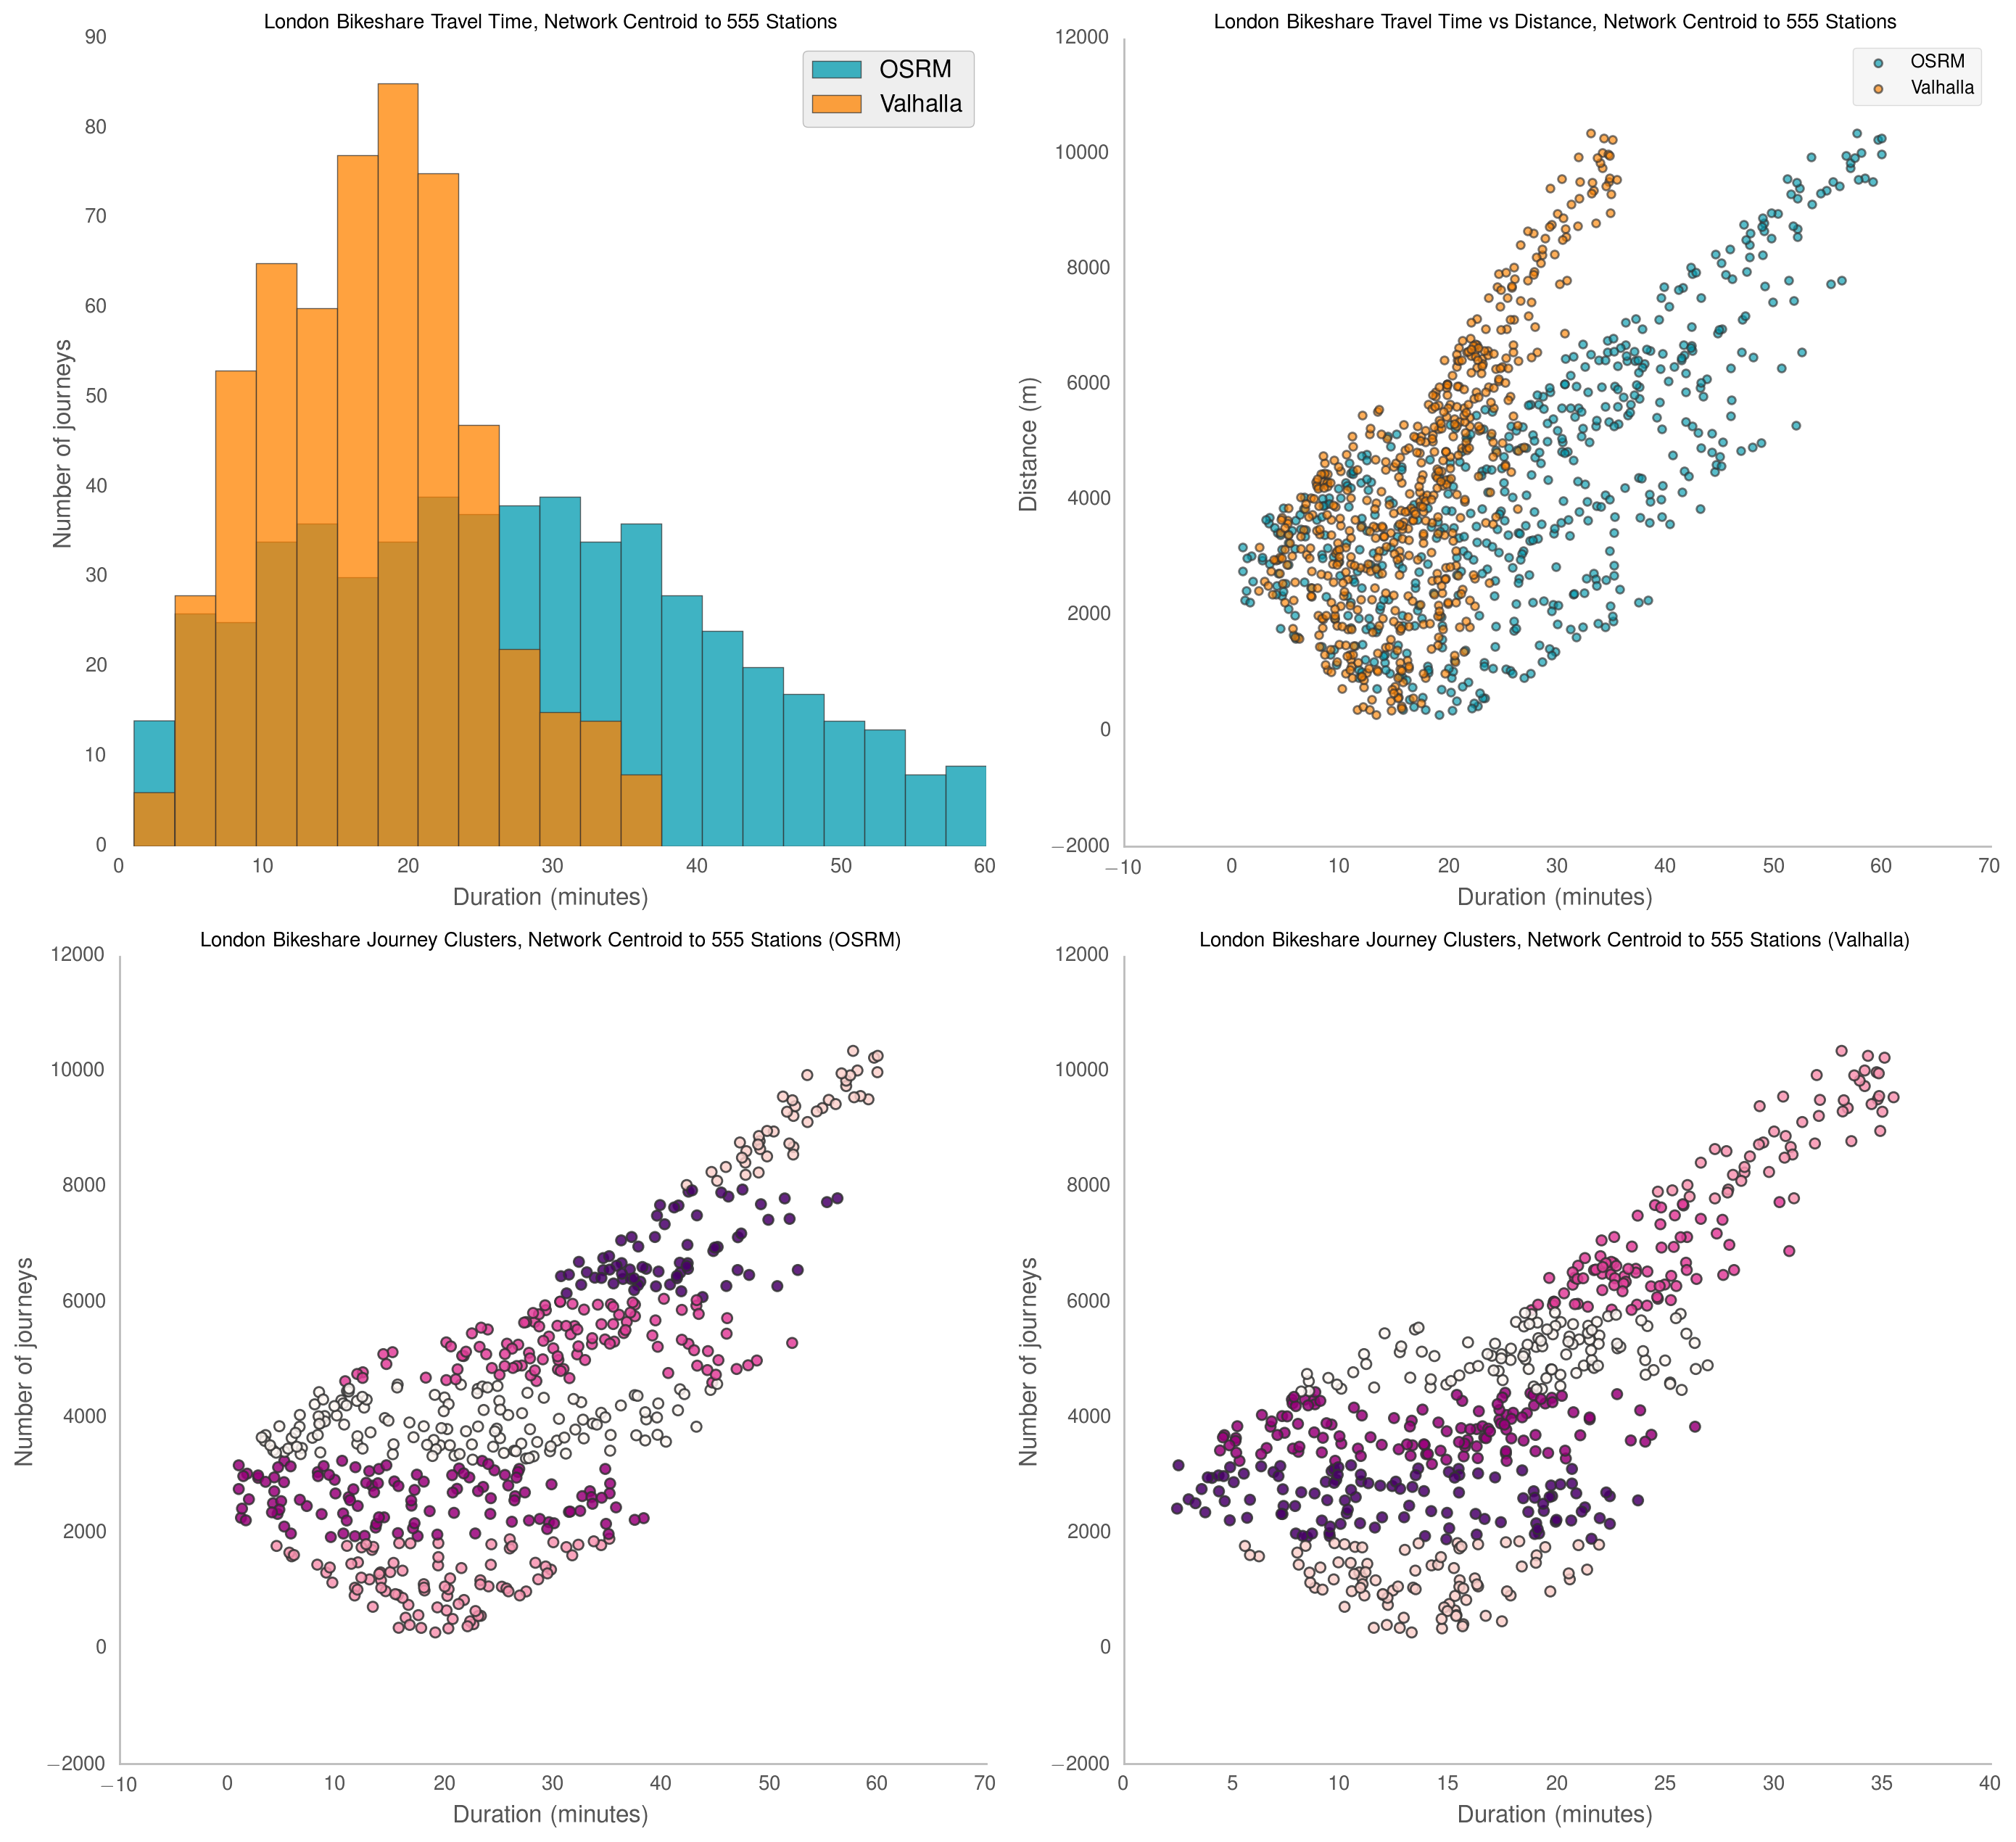 London Bikeshare Travel Time, Network Centroid to 555 Stations
90
80
70
60
50
40
30
20
10
0
Number of journeys
OSRM
Valhalla
0 10 20 30 40 50 60
Duration (minutes)
London Bikeshare Travel Time vs Distance, Network Centroid to 555 Stations
12000
10000
8000
6000
4000
2000
0
−2000
Distance (m)
OSRM
Valhalla
−10 0 10 20 30 40 50 60 70
Duration (minutes)
London Bikeshare Journey Clusters, Network Centroid to 555 Stations (OSRM)
12000
10000
8000
6000
4000
2000
0
−2000
Number of journeys
−10 0 10 20 30 40 50 60 70
Duration (minutes)
London Bikeshare Journey Clusters, Network Centroid to 555 Stations (Valhalla)
12000
10000
8000
6000
4000
2000
0
−2000
Number of journeys
0 5 10 15 20 25 30 35 40
Duration (minutes)